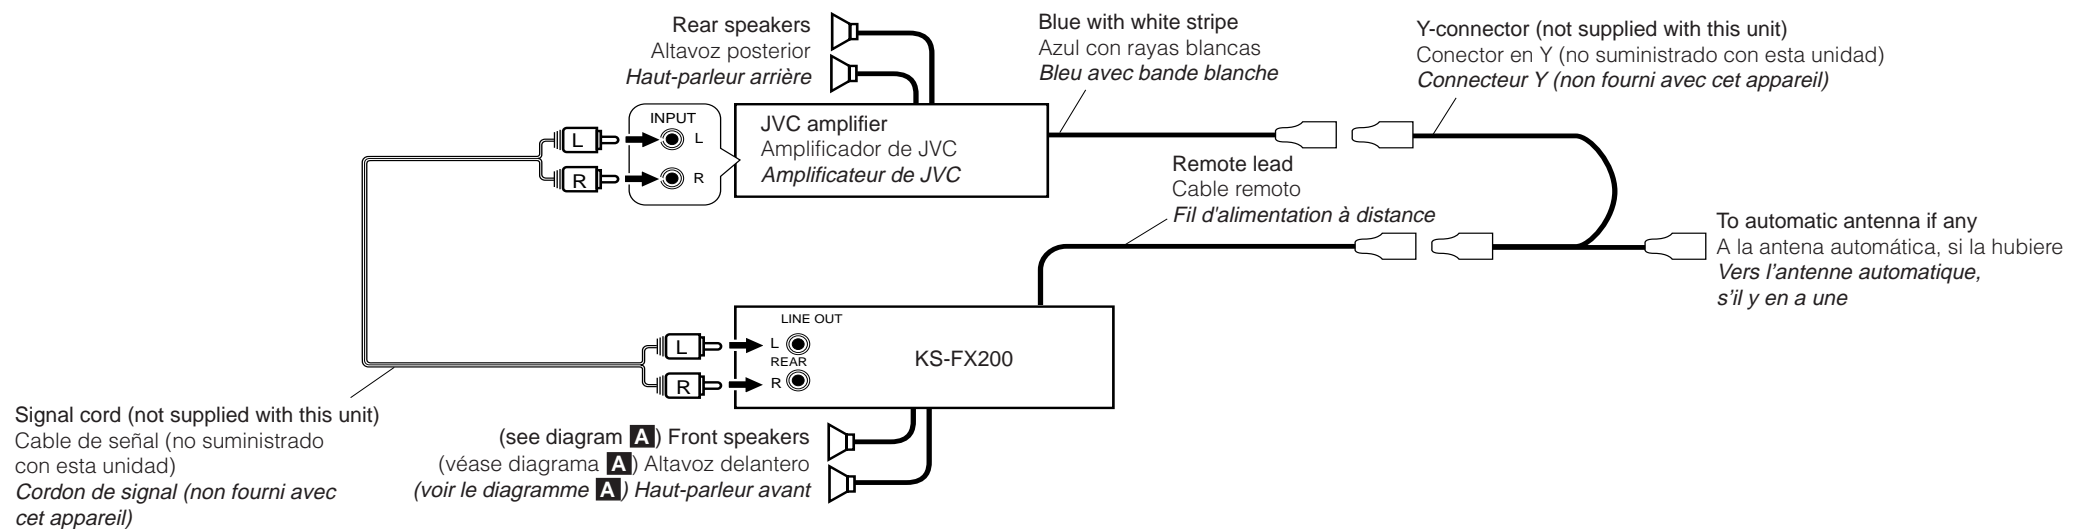 Rear speakers
Altavoz posterior
Haut-parleur arrière
Blue with white stripe
Azul con rayas blancas
Bleu avec bande blanche
Y-connector (not supplied with this unit)
Conector en Y (no suministrado con esta unidad)
Connecteur Y (non fourni avec cet appareil)
INPUT
L
L
R
R
JVC amplifier
Amplificador de JVC
Amplificateur de JVC
Remote lead
Cable remoto
Fil d'alimentation à distance
To automatic antenna if any
A la antena automática, si la hubiere
Vers l'antenne automatique,
s'il y en a une
LINE OUT
L
L
REAR
R
R
KS-FX200
Signal cord (not supplied with this unit)
Cable de señal (no suministrado
con esta unidad)
Cordon de signal (non fourni avec
cet appareil)
(see diagram A) Front speakers
(véase diagrama A) Altavoz delantero
(voir le diagramme A) Haut-parleur avant